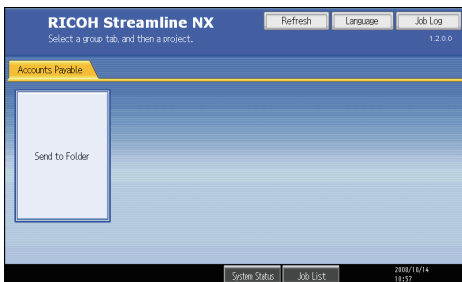 RICOH Streamline NX
Refresh
Language
Job Log
Select a group tab, and then a project.
1.2.0.0
Accounts Payable
Send to Folder
System Status
Job List
2008/10/14
10:57